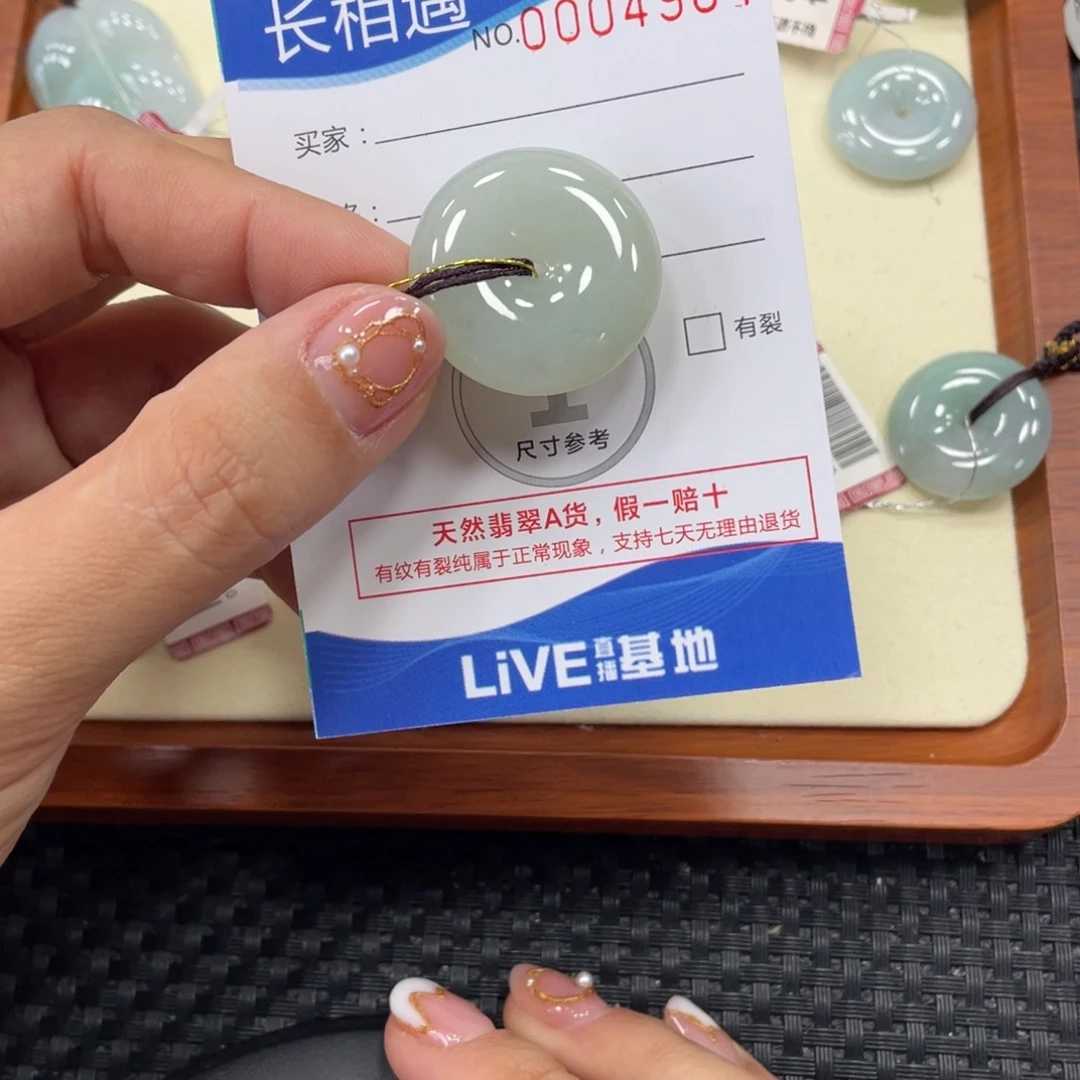 长相遇
NO.
买家：
有裂
尺寸参考
天然翡翠A货，假一赔十
有纹有裂纯属于正常现象，支持七天无理由退货
LiVE直播基地